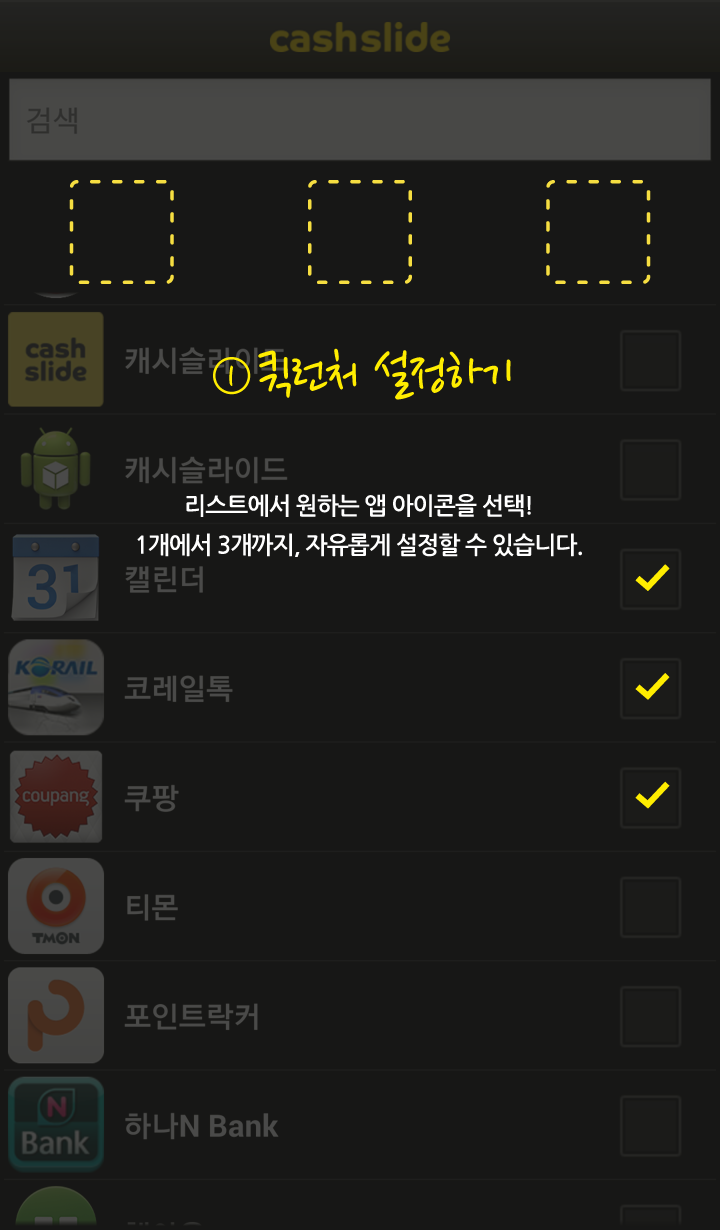 cashslide
검색
cash
slide
캐시슬라이드
① 퀵런처 설정하기
캐시슬라이드
리스트에서 원하는 앱 아이콘을 선택!
1개에서 3개까지, 자유롭게 설정할 수 있습니다.
31
캘린더
KORAIL
코레일톡
coupang
쿠팡
TMON
티몬
포인트락커
N
Bank
하나N Bank